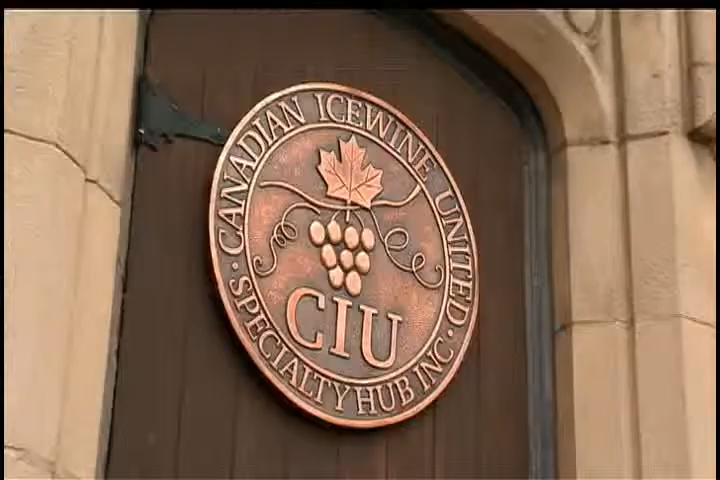 CANADIAN ICEWINE UNITED
CIU
· SPECIALTY HUB INC ·